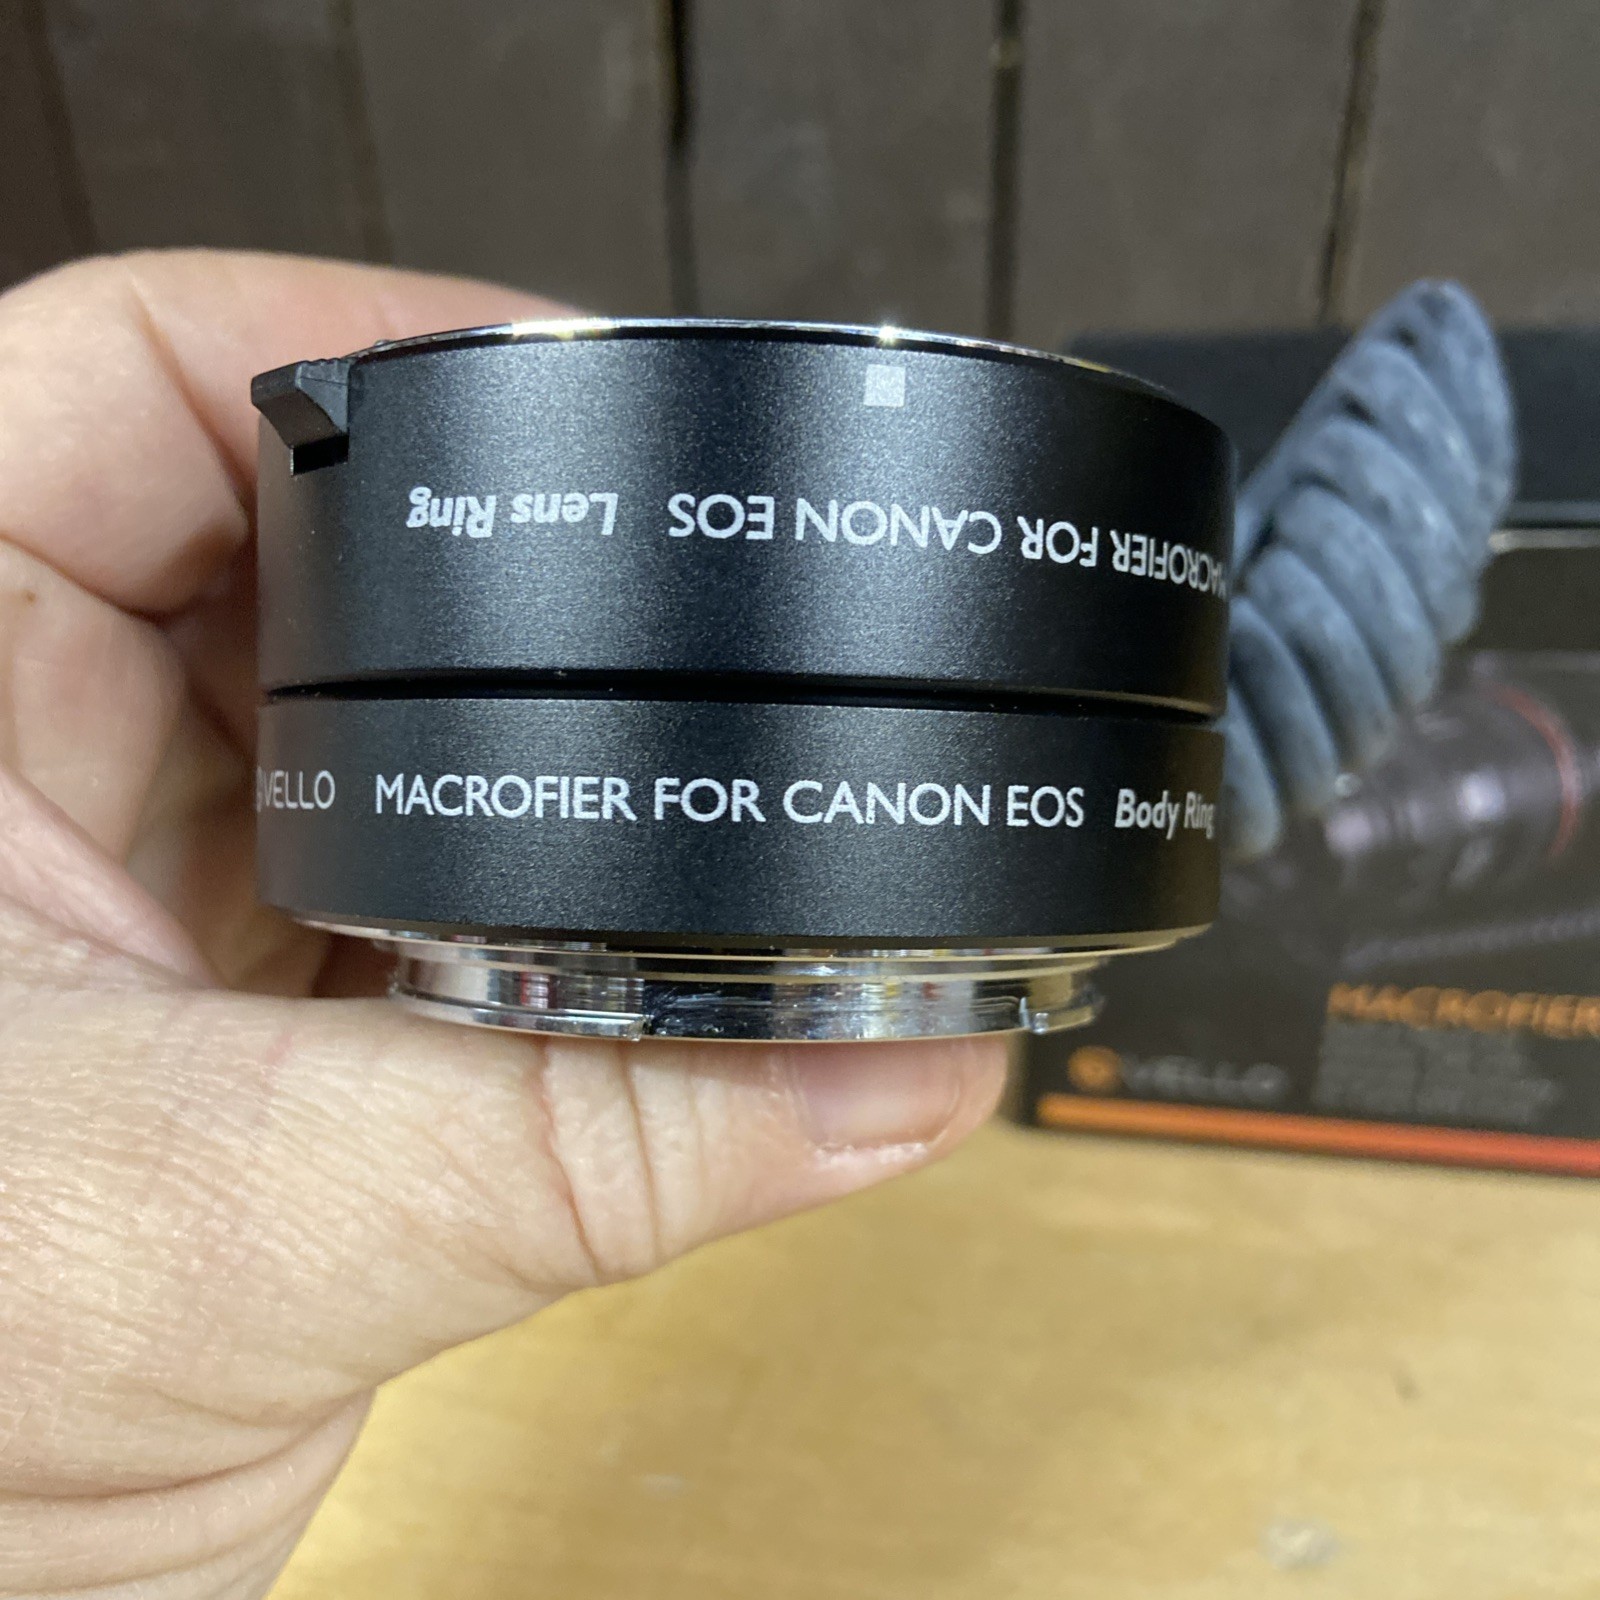 MACROFIER FOR CANON EOS Lens Ring
VELLO MACROFIER FOR CANON EOS Body Ring
MACROFIER
VELLO